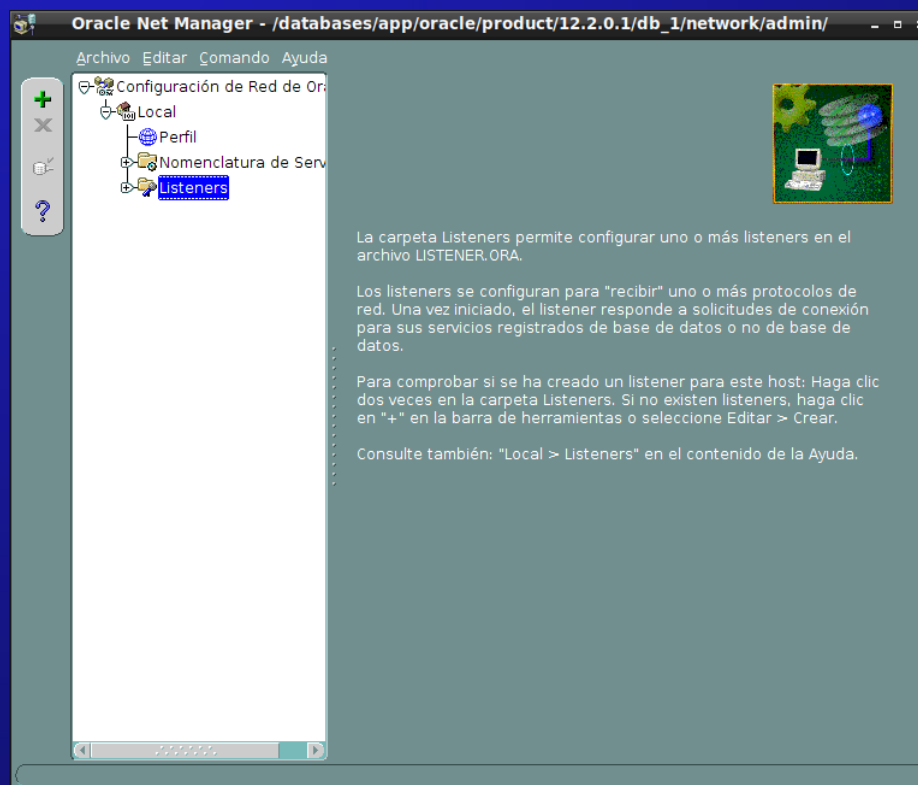 Oracle Net Manager - /databases/app/oracle/product/12.2.0.1/db_1/network/admin/
Archivo Editar Comando Ayuda
Configuración de Red de Or
Local
Perfil
Nomenclatura de Serv
Listeners
La carpeta Listeners permite configurar uno o más listeners en el
archivo LISTENER.ORA.
Los listeners se configuran para "recibir" uno o más protocolos de
red. Una vez iniciado, el listener responde a solicitudes de conexión
para sus servicios registrados de base de datos o no de base de
datos.
Para comprobar si se ha creado un listener para este host: Haga clic
dos veces en la carpeta Listeners. Si no existen listeners, haga clic
en "+" en la barra de herramientas o seleccione Editar > Crear.
Consulte también: "Local > Listeners" en el contenido de la Ayuda.